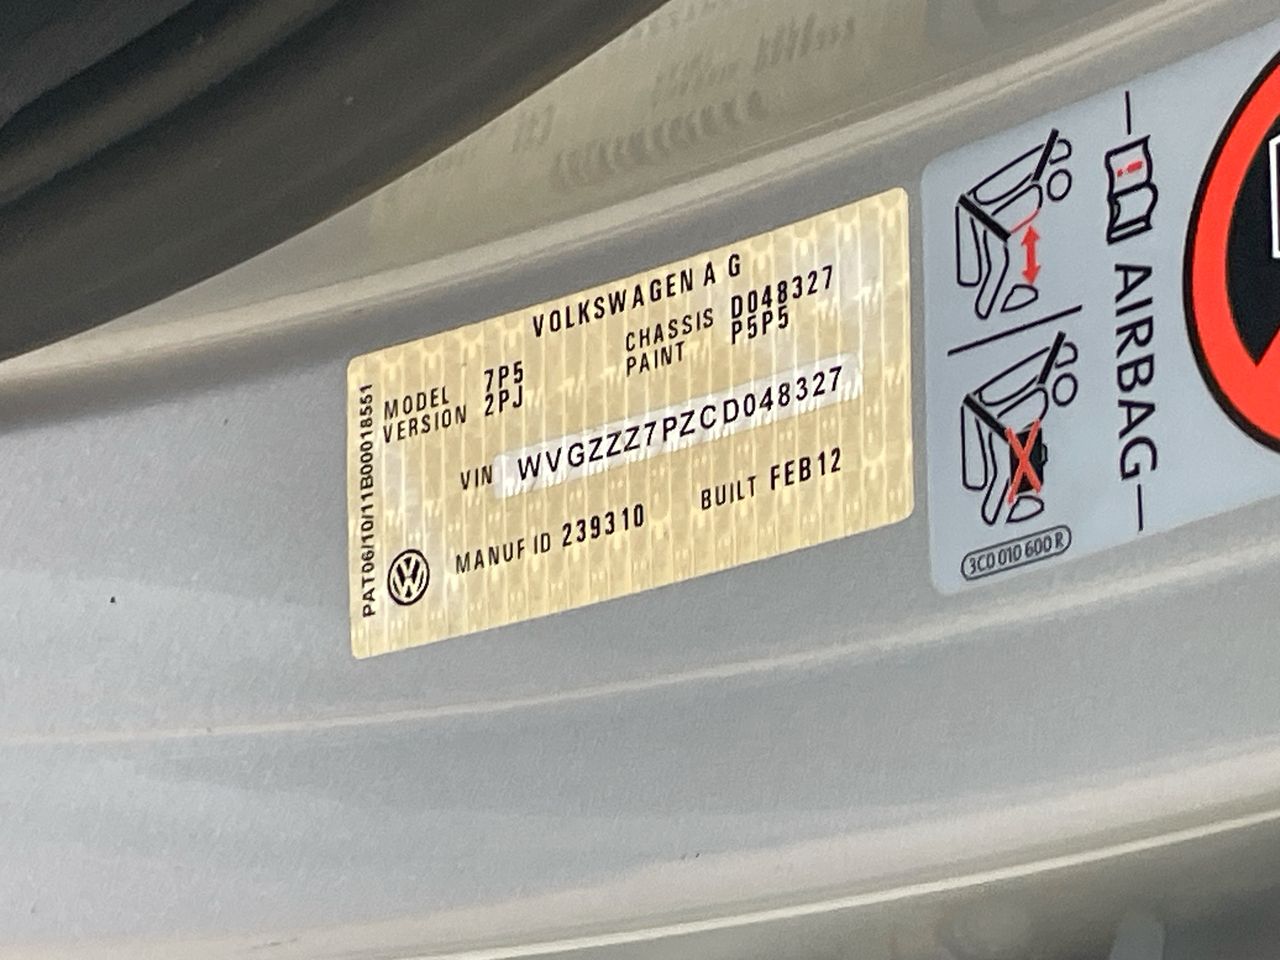 VOLKSWAGEN A G
MODEL 7P5 CHASSIS D048327
VERSION 2PJ PAINT P5P5
VIN WVGZZZ7PZCD048327
MANUF ID 239310 BUILT FEB12
PAT06/10/11B00018551
AIRBAG
3C0 010 600 R